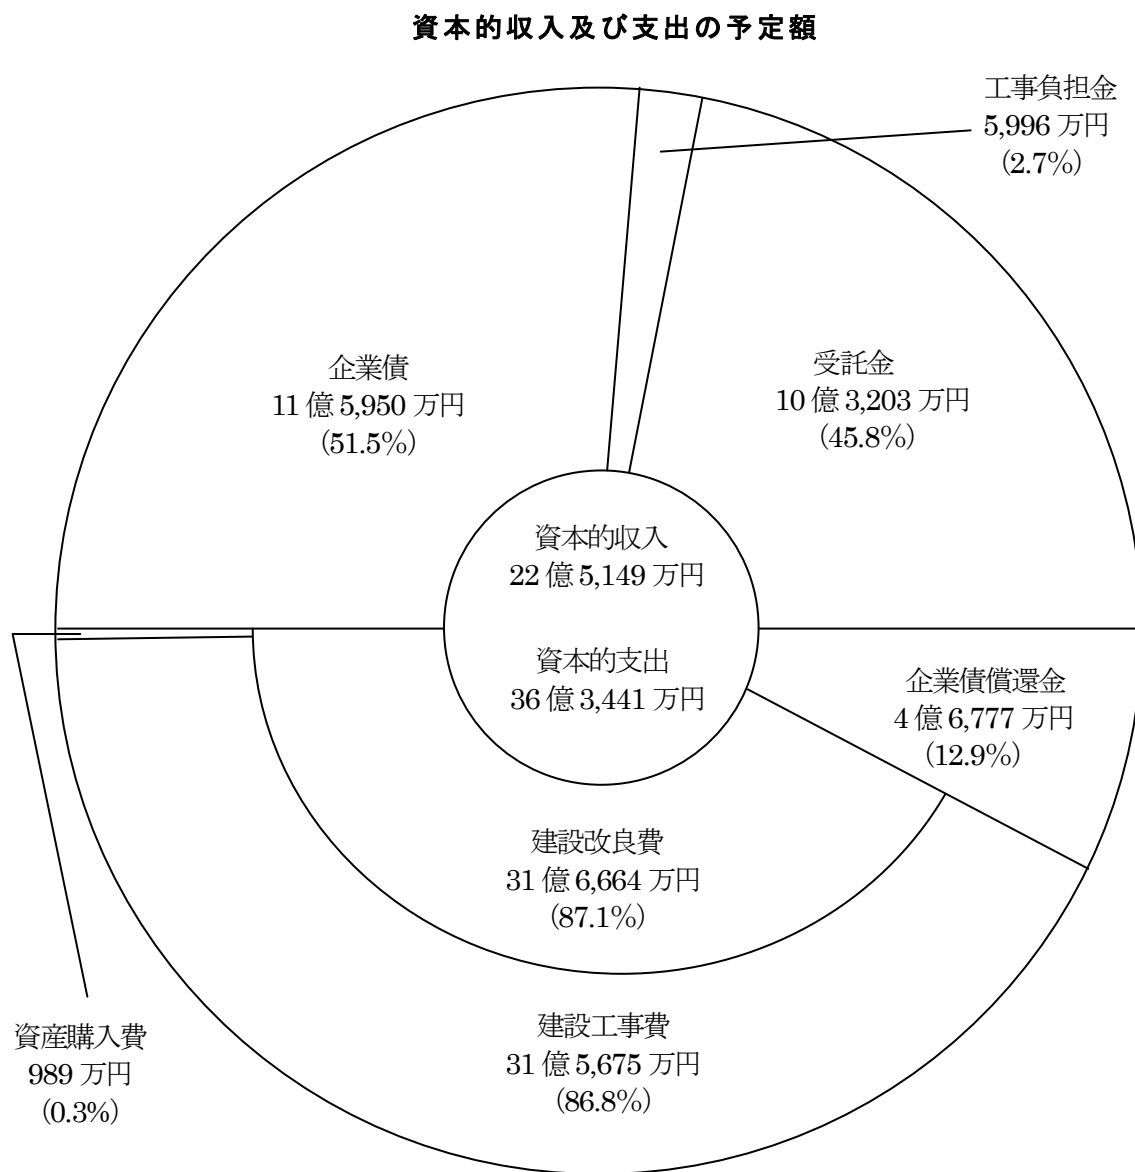 資本的収入及び支出の予定額
工事負担金
5,996 万円
(2.7%)
企業債
11 億 5,950 万円
(51.5%)
受託金
10 億 3,203 万円
(45.8%)
資本的収入
22 億 5,149 万円
資本的支出
36 億 3,441 万円
企業債償還金
4 億 6,777 万円
(12.9%)
建設改良費
31 億 6,664 万円
(87.1%)
資産購入費
989 万円
(0.3%)
建設工事費
31 億 5,675 万円
(86.8%)